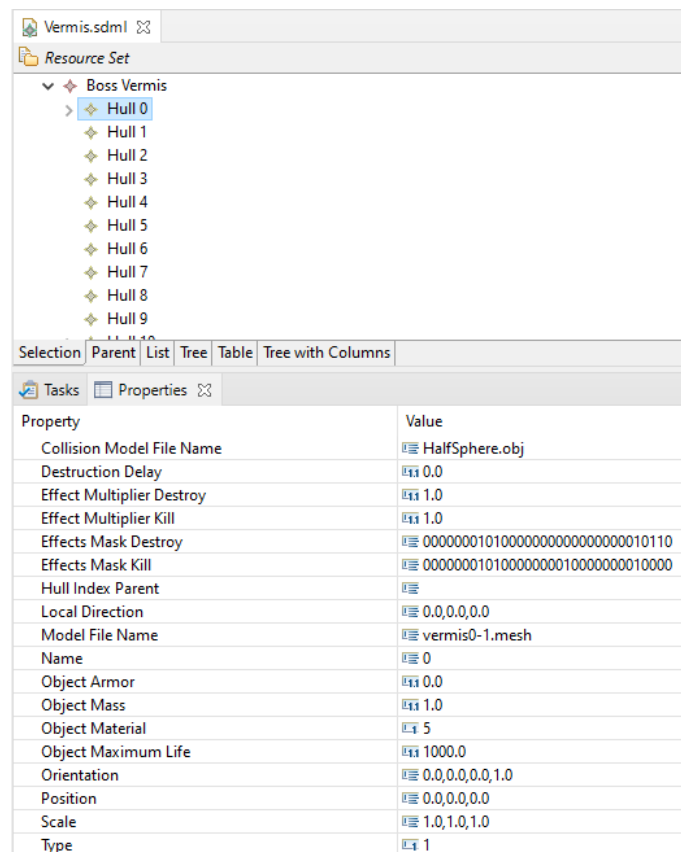 Vermis.sdml
Resource Set
Boss Vermis
Hull 0
Hull 1
Hull 2
Hull 3
Hull 4
Hull 5
Hull 6
Hull 7
Hull 8
Hull 9
Selection Parent List Tree Table Tree with Columns
Tasks Properties
Property Value
Collision Model File Name HalfSphere.obj
Destruction Delay 0.0
Effect Multiplier Destroy 1.0
Effect Multiplier Kill 1.0
Effects Mask Destroy 00000001010000000000000000010110
Effects Mask Kill 00000001010000000010000000010000
Hull Index Parent
Local Direction 0.0,0.0,0.0
Model File Name vermis0-1.mesh
Name 0
Object Armor 0.0
Object Mass 1.0
Object Material 5
Object Maximum Life 1000.0
Orientation 0.0,0.0,0.0,1.0
Position 0.0,0.0,0.0
Scale 1.0,1.0,1.0
Type 1